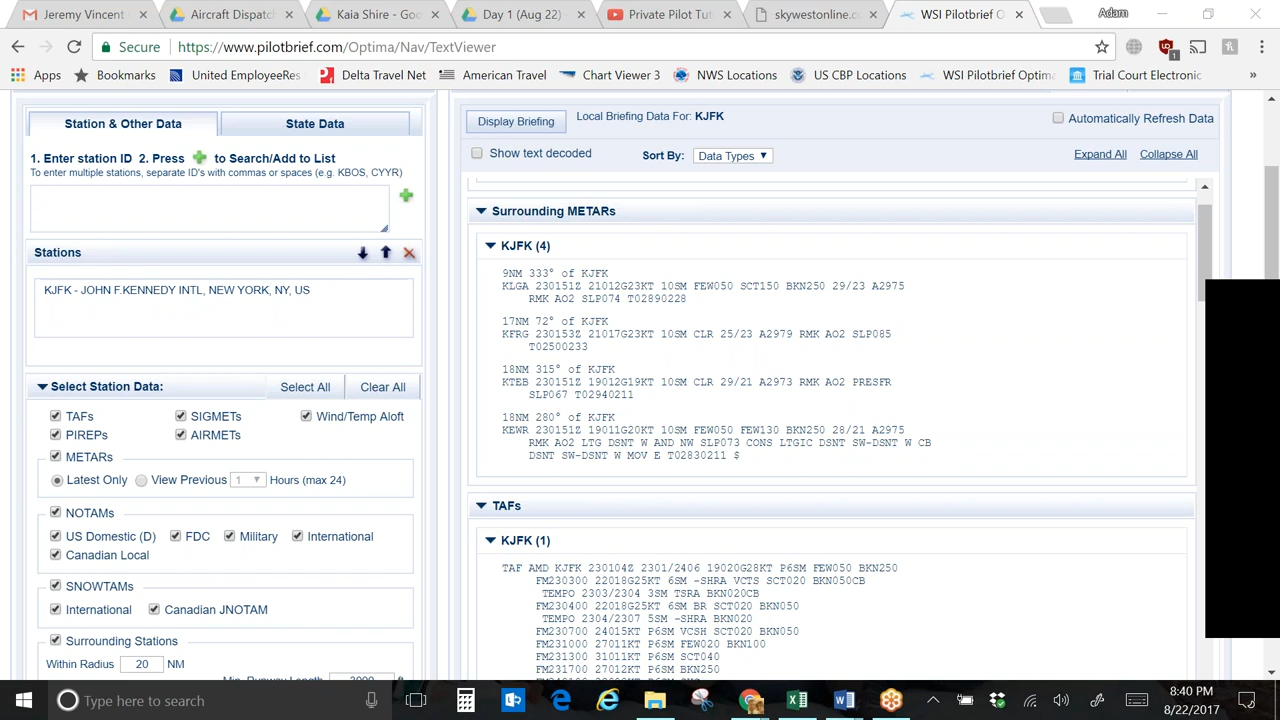 Jeremy Vincent
Aircraft Dispatc
Kaia Shire - Goo
Day 1 (Aug 22)
Private Pilot Tut
skywestonline.co
WSI Pilotbrief O
Adam
Secure
https://www.pilotbrief.com/Optima/Nav/TextViewer
Apps
Bookmarks
United EmployeeRes
Delta Travel Net
American Travel
Chart Viewer 3
NWS Locations
US CBP Locations
WSI Pilotbrief Optima
Trial Court Electronic
»
Station & Other Data
State Data
1. Enter station ID 2. Press to Search/Add to List
To enter multiple stations, separate ID's with commas or spaces (e.g. KBOS, CYYR)
Stations
KJFK - JOHN F.KENNEDY INTL, NEW YORK, NY, US
Select Station Data:
Select All
Clear All
TAFs
SIGMETs
Wind/Temp Aloft
PIREPs
AIRMETs
METARs
Latest Only
View Previous
1
Hours (max 24)
NOTAMs
US Domestic (D)
FDC
Military
International
Canadian Local
SNOWTAMs
International
Canadian JNOTAM
Surrounding Stations
Within Radius 20 NM
Display Briefing
Local Briefing Data For: KJFK
Automatically Refresh Data
Show text decoded
Sort By:
Data Types
Expand All
Collapse All
Surrounding METARs
KJFK (4)
9NM 333° of KJFK
KLGA 230151Z 21012G23KT 10SM FEW050 SCT150 BKN250 29/23 A2975
RMK AO2 SLP074 T02890228
17NM 72° of KJFK
KFRG 230153Z 21017G23KT 10SM CLR 25/23 A2979 RMK AO2 SLP085
T02500233
18NM 315° of KJFK
KTEB 230151Z 19012G19KT 10SM CLR 29/21 A2973 RMK AO2 PRESFR
SLP067 T02940211
18NM 280° of KJFK
KEWR 230151Z 19011G20KT 10SM FEW050 FEW130 BKN250 28/21 A2975
RMK AO2 LTG DSNT W AND NW SLP073 CONS LTGIC DSNT SW-DSNT W CB
DSNT SW-DSNT W MOV E T02830211 $
TAFs
KJFK (1)
TAF AMD KJFK 230104Z 2301/2406 19020G28KT P6SM FEW050 BKN250
FM230300 22018G25KT 6SM -SHRA VCTS SCT020 BKN050CB
TEMPO 2303/2304 3SM TSRA BKN020CB
FM230400 22018G25KT 6SM BR SCT020 BKN050
TEMPO 2304/2307 5SM -SHRA BKN020
FM230700 24015KT P6SM VCSH SCT020 BKN050
FM231000 27011KT P6SM FEW020 BKN100
FM231300 31011KT P6SM SCT040
FM231700 27012KT P6SM BKN250
Type here to search
8:40 PM
8/22/2017